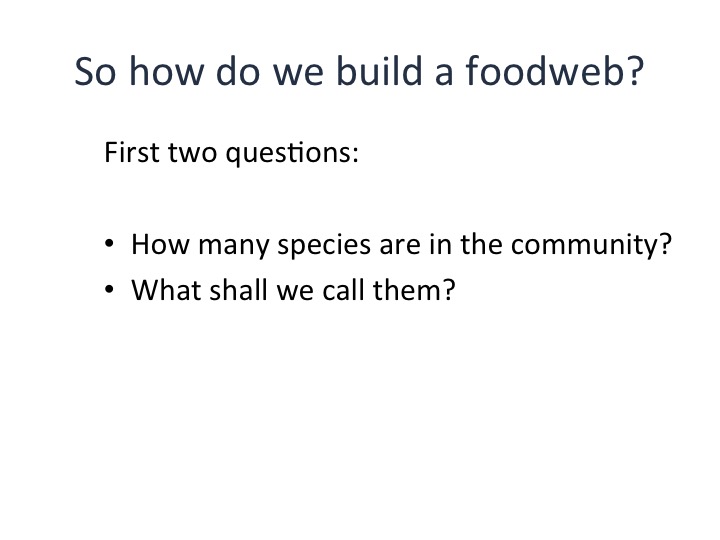 So how do we build a foodweb?
First two questions:
• How many species are in the community?
• What shall we call them?